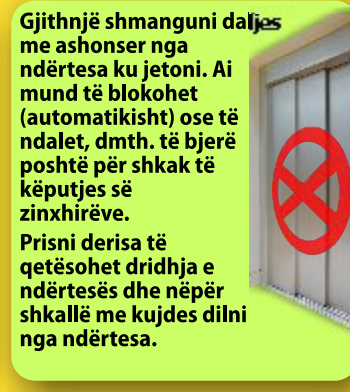 Gjithnjë shmanguni daljes
me ashonser nga
ndërtesa ku jetoni. Ai
mund të blokohet
(automatikisht) ose të
ndalet, dmth. të bjerë
poshtë për shkak të
këputjes së
zinxhirëve.
Prisni derisa të
qetësohet dridhja e
ndërtesës dhe nëpër
shkallë me kujdes dilni
nga ndërtesa.